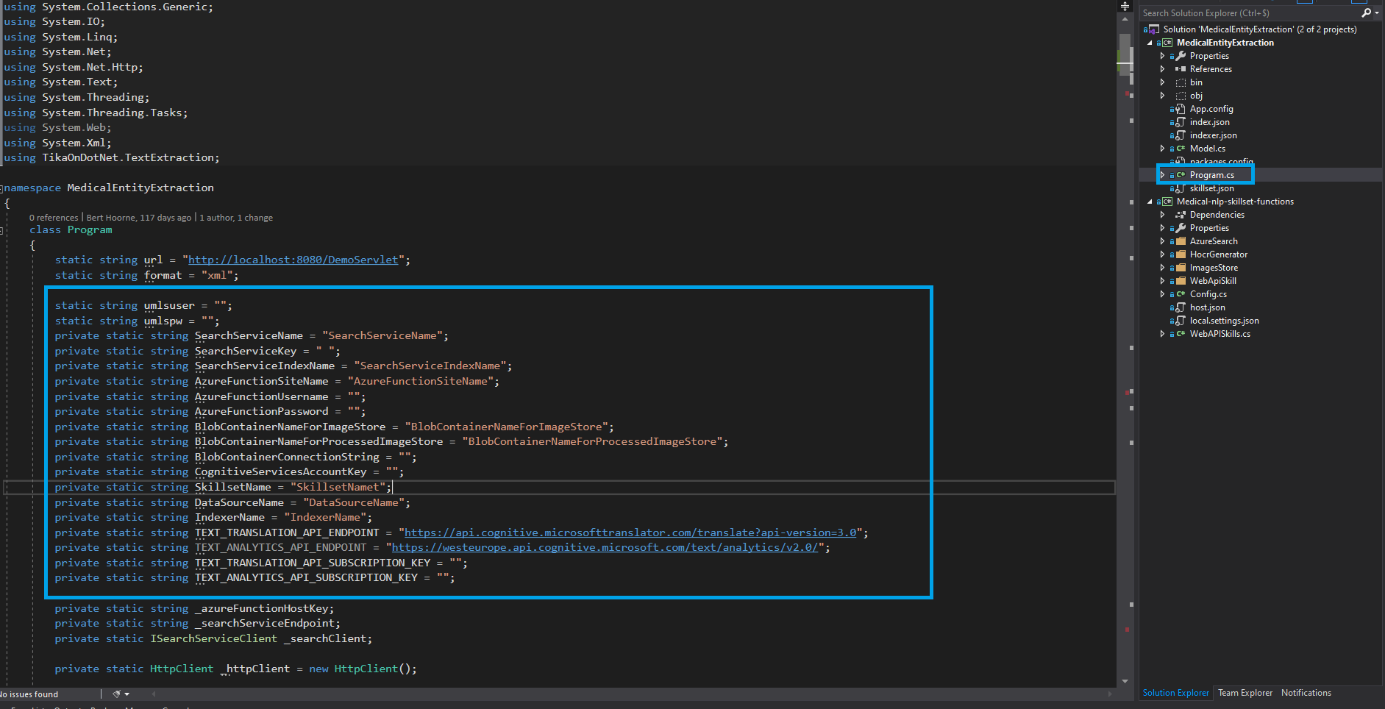 using System.Collections.Generic;
using System.IO;
using System.Linq;
using System.Net;
using System.Net.Http;
using System.Text;
using System.Threading;
using System.Threading.Tasks;
using System.Web;
using System.Xml;
using TikaOnDotNet.TextExtraction;
namespace MedicalEntityExtraction
{
0 references | Bert Hoorne, 117 days ago | 1 author, 1 change
class Program
{
static string url = "http://localhost:8080/DemoServlet";
static string format = "xml";
static string umlsuser = "";
static string umlspw = "";
private static string SearchServiceName = "SearchServiceName";
private static string SearchServiceKey = " ";
private static string SearchServiceIndexName = "SearchServiceIndexName";
private static string AzureFunctionSiteName = "AzureFunctionSiteName";
private static string AzureFunctionUsername = "";
private static string AzureFunctionPassword = "";
private static string BlobContainerNameForImageStore = "BlobContainerNameForImageStore";
private static string BlobContainerNameForProcessedImageStore = "BlobContainerNameForProcessedImageStore";
private static string BlobContainerConnectionString = "";
private static string CognitiveServicesAccountKey = "";
private static string SkillsetName = "SkillsetNamet";
private static string DataSourceName = "DataSourceName";
private static string IndexerName = "IndexerName";
private static string TEXT_TRANSLATION_API_ENDPOINT = "https://api.cognitive.microsofttranslator.com/translate?api-version=3.0";
private static string TEXT_ANALYTICS_API_ENDPOINT = "https://westeurope.api.cognitive.microsoft.com/text/analytics/v2.0/";
private static string TEXT_TRANSLATION_API_SUBSCRIPTION_KEY = "";
private static string TEXT_ANALYTICS_API_SUBSCRIPTION_KEY = "";
private static string _azureFunctionHostKey;
private static string _searchServiceEndpoint;
private static ISearchServiceClient _searchClient;
private static HttpClient _httpClient = new HttpClient();
No issues found
Search Solution Explorer (Ctrl+$)
Solution 'MedicalEntityExtraction' (2 of 2 projects)
MedicalEntityExtraction
Properties
References
bin
obj
App.config
index.json
indexer.json
Model.cs
packages.config
Program.cs
skillset.json
Medical-nlp-skillset-functions
Dependencies
Properties
AzureSearch
HocrGenerator
ImagesStore
WebApiSkill
Config.cs
host.json
local.settings.json
WebAPISkills.cs
Solution Explorer Team Explorer Notifications